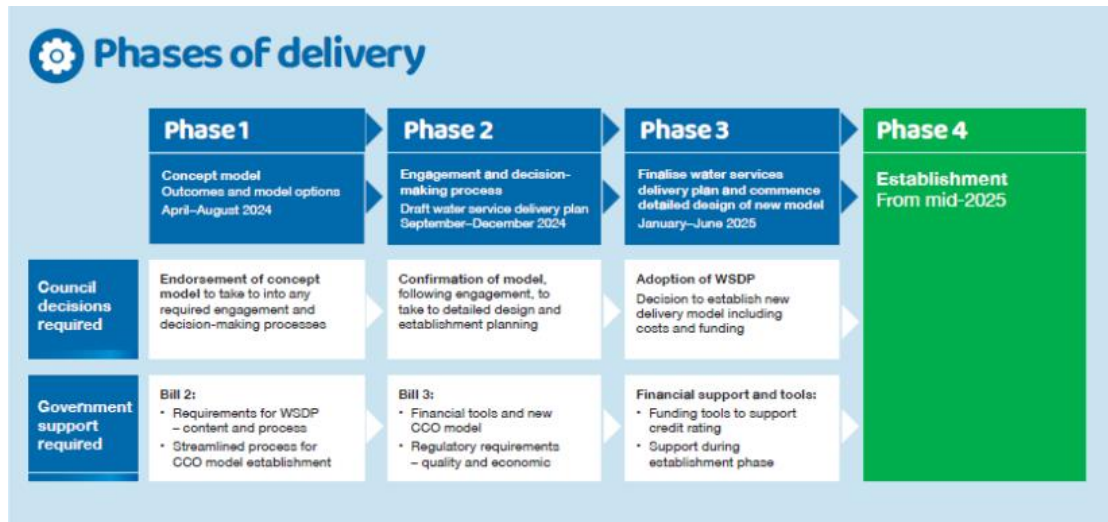 Phases of delivery
Phase 1
Concept model
Outcomes and model options
April–August 2024
Phase 2
Engagement and decision-
making process
Draft water service delivery plan
September–December 2024
Phase 3
Finalise water services
delivery plan and commence
detailed design of new model
January–June 2025
Phase 4
Establishment
From mid-2025
Council
decisions
required
Endorsement of concept
model to take to into any
required engagement and
decision-making processes
Confirmation of model,
following engagement, to
take to detailed design and
establishment planning
Adoption of WSDP
Decision to establish new
delivery model including
costs and funding
Government
support
required
Bill 2:
• Requirements for WSDP
– content and process
• Streamlined process for
CCO model establishment
Bill 3:
• Financial tools and new
CCO model
• Regulatory requirements
– quality and economic
Financial support and tools:
• Funding tools to support
credit rating
• Support during
establishment phase